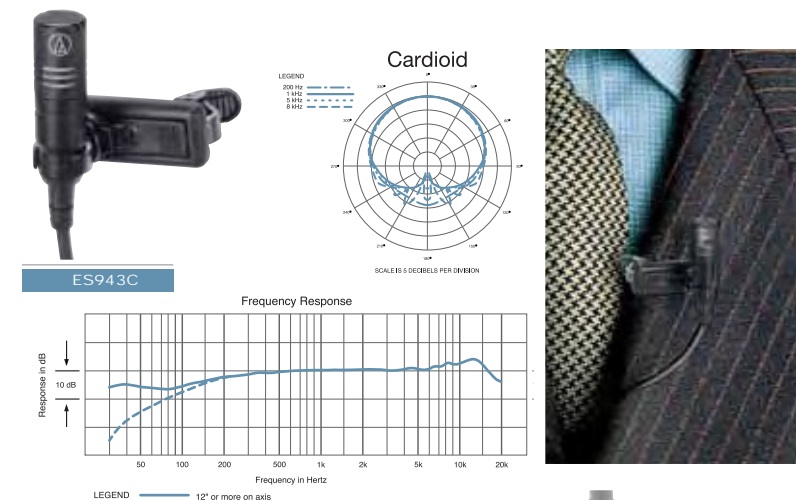 Cardioid
LEGEND
200 Hz
1 kHz
5 kHz
8 kHz
SCALE IS 5 DECIBELS PER DIVISION
ES943C
Frequency Response
Response in dB
10 dB
50 100 200 500 1k 2k 5k 10k 20k
Frequency in Hertz
LEGEND 12" or more on axis